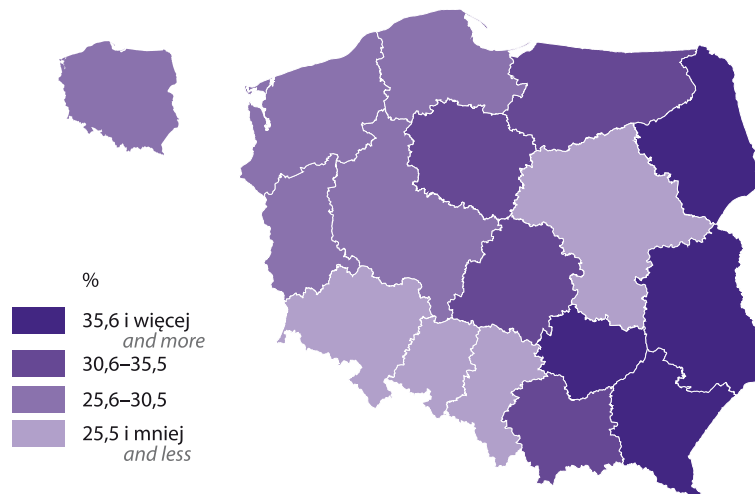 %
35,6 i więcej
and more
30,6–35,5
25,6–30,5
25,5 i mniej
and less